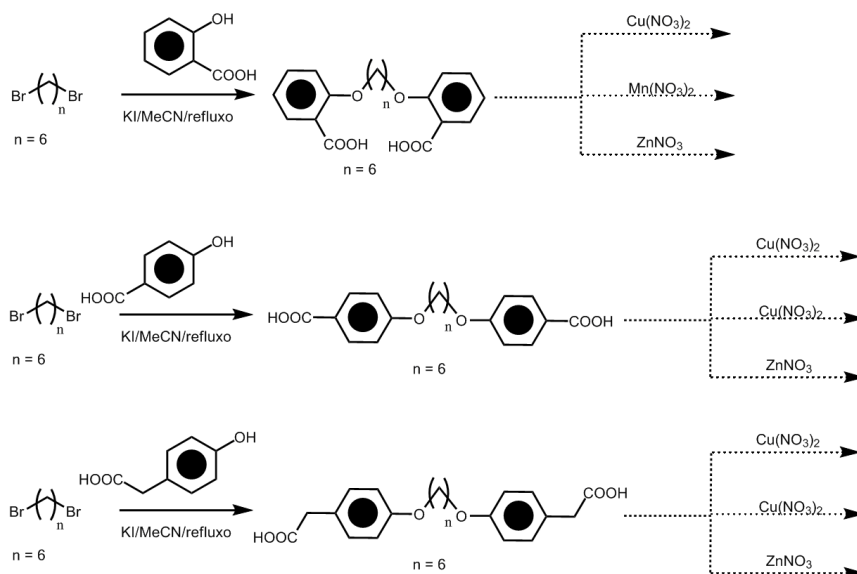 OH
COOH
Br Br
n
n = 6
KI/MeCN/refluxo
O O
n
COOH HOOC
n = 6
Cu(NO3)2
Mn(NO3)2
ZnNO3
OH
HOOC
Br Br
n
n = 6
KI/MeCN/refluxo
HOOC O O COOH
n
n = 6
Cu(NO3)2
Cu(NO3)2
ZnNO3
OH
HOOC
Br Br
n
n = 6
KI/MeCN/refluxo
COOH
O O
n
HOOC
n = 6
Cu(NO3)2
Cu(NO3)2
ZnNO3